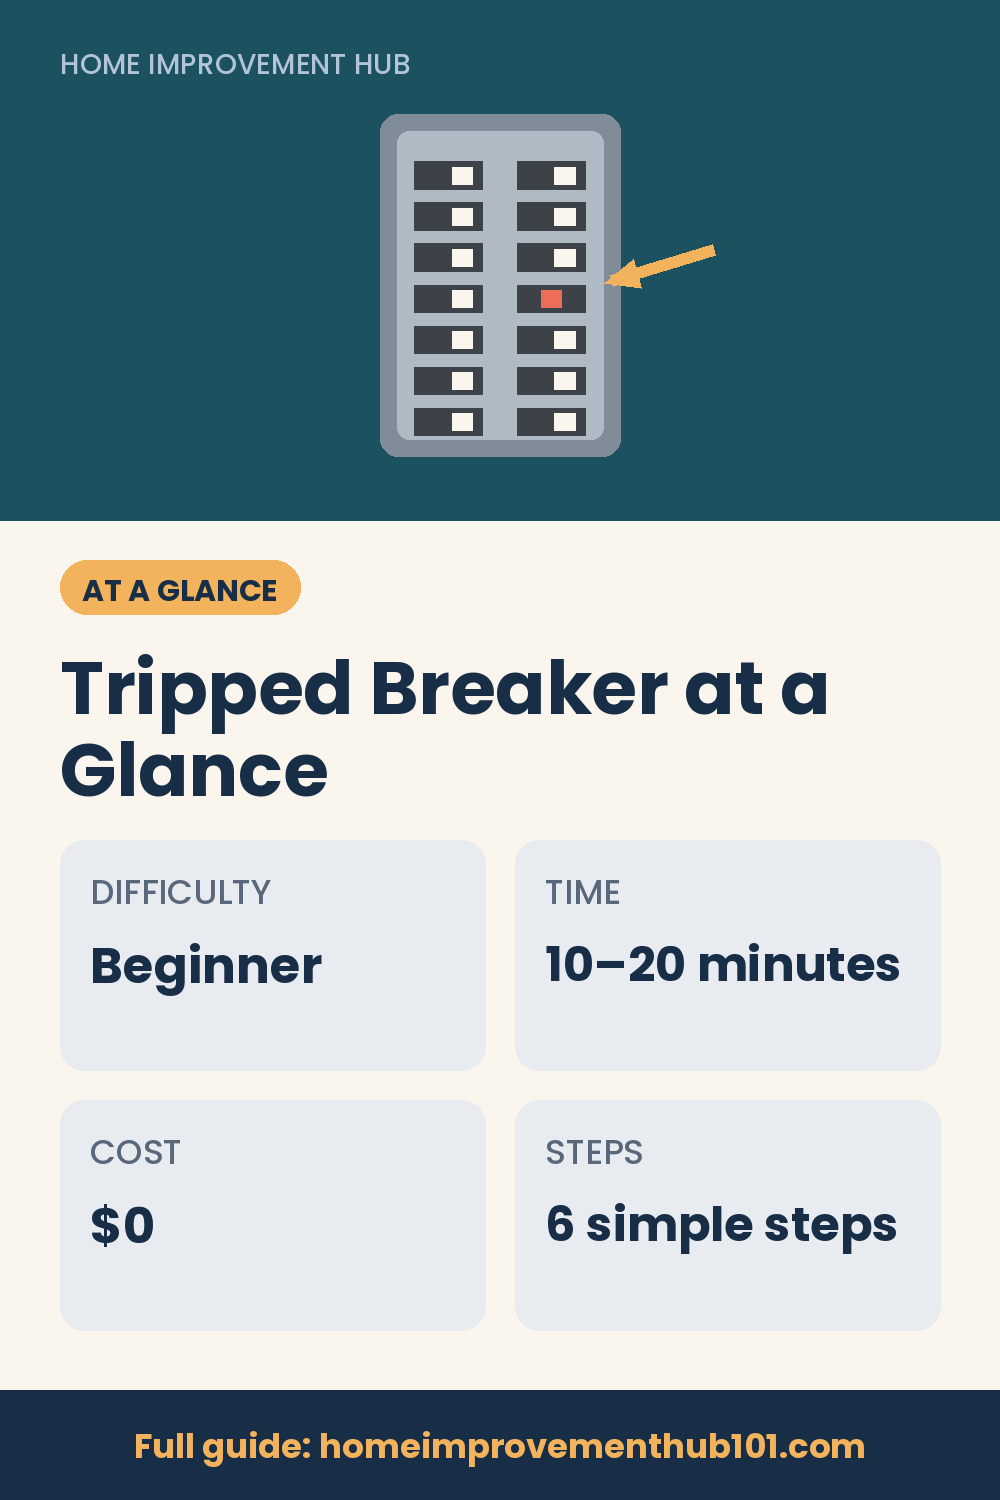 HOME IMPROVEMENT HUB
AT A GLANCE
Tripped Breaker at a
Glance
DIFFICULTY
Beginner
TIME
10–20 minutes
COST
$0
STEPS
6 simple steps
Full guide: homeimprovementhub101.com